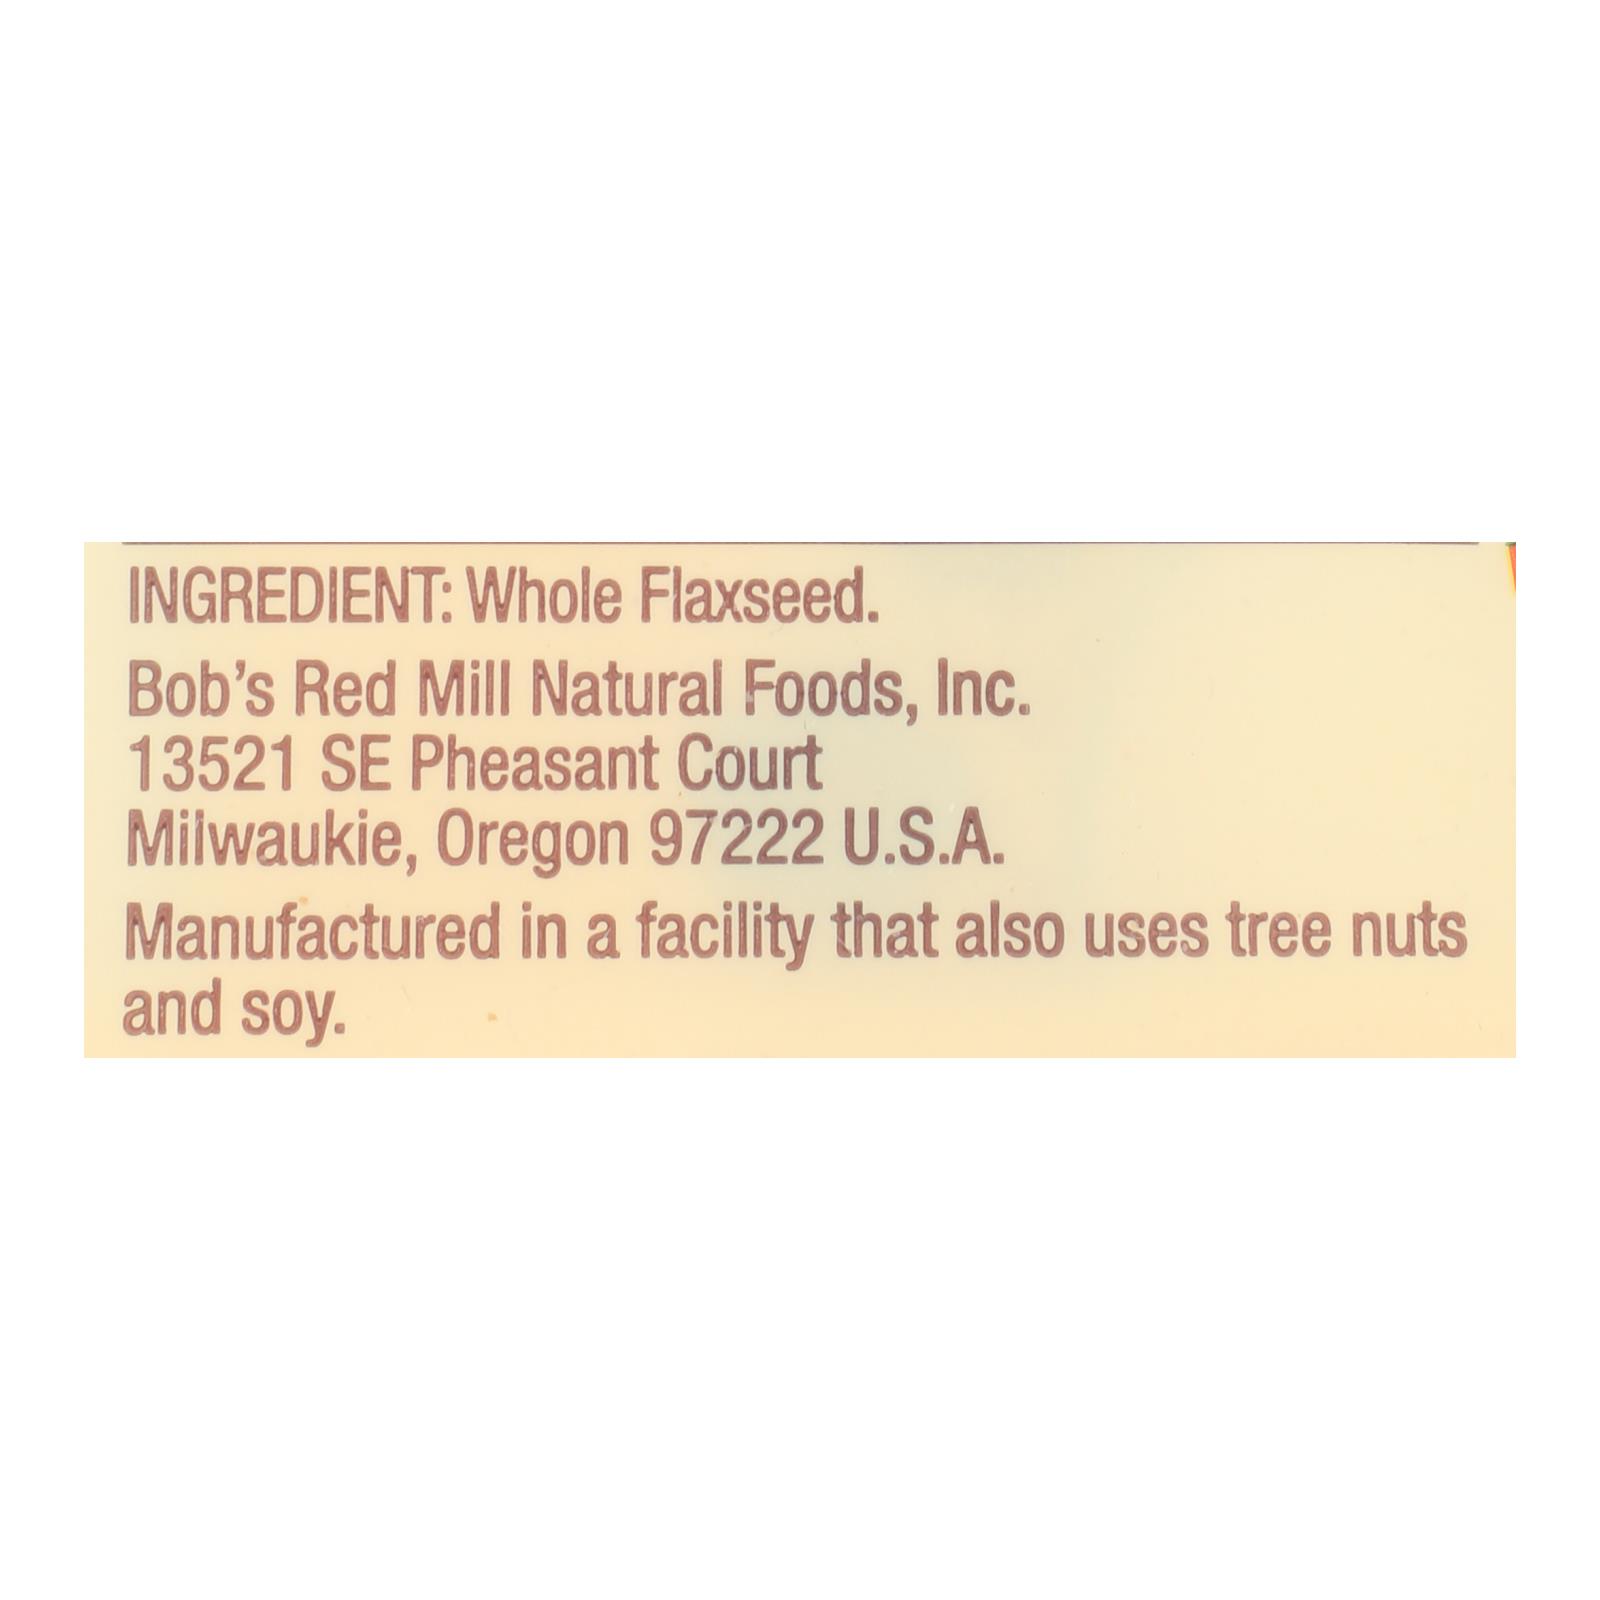 INGREDIENT: Whole Flaxseed.
Bob's Red Mill Natural Foods, Inc.
13521 SE Pheasant Court
Milwaukie, Oregon 97222 U.S.A.
Manufactured in a facility that also uses tree nuts
and soy.